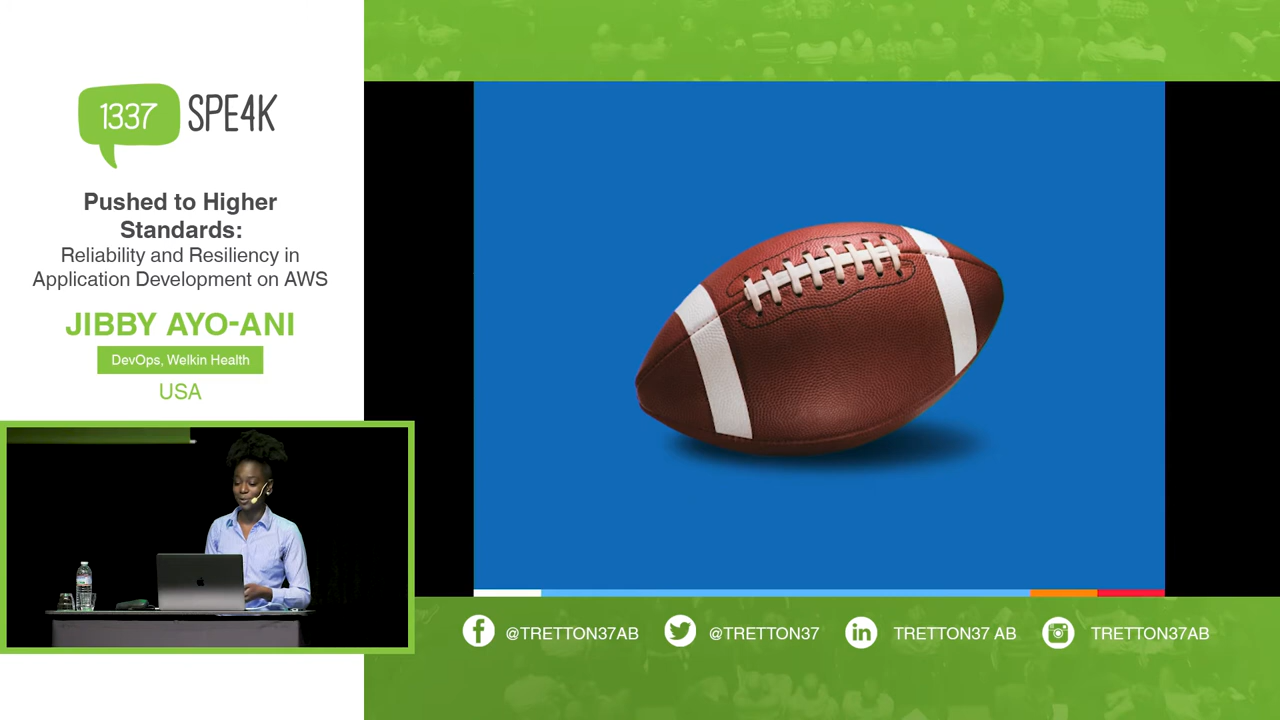 1337 SPE4K
Pushed to Higher
Standards:
Reliability and Resiliency in
Application Development on AWS
JIBBY AYO-ANI
DevOps, Welkin Health
USA
@TRETTON37AB
@TRETTON37
TRETTON37 AB
TRETTON37AB